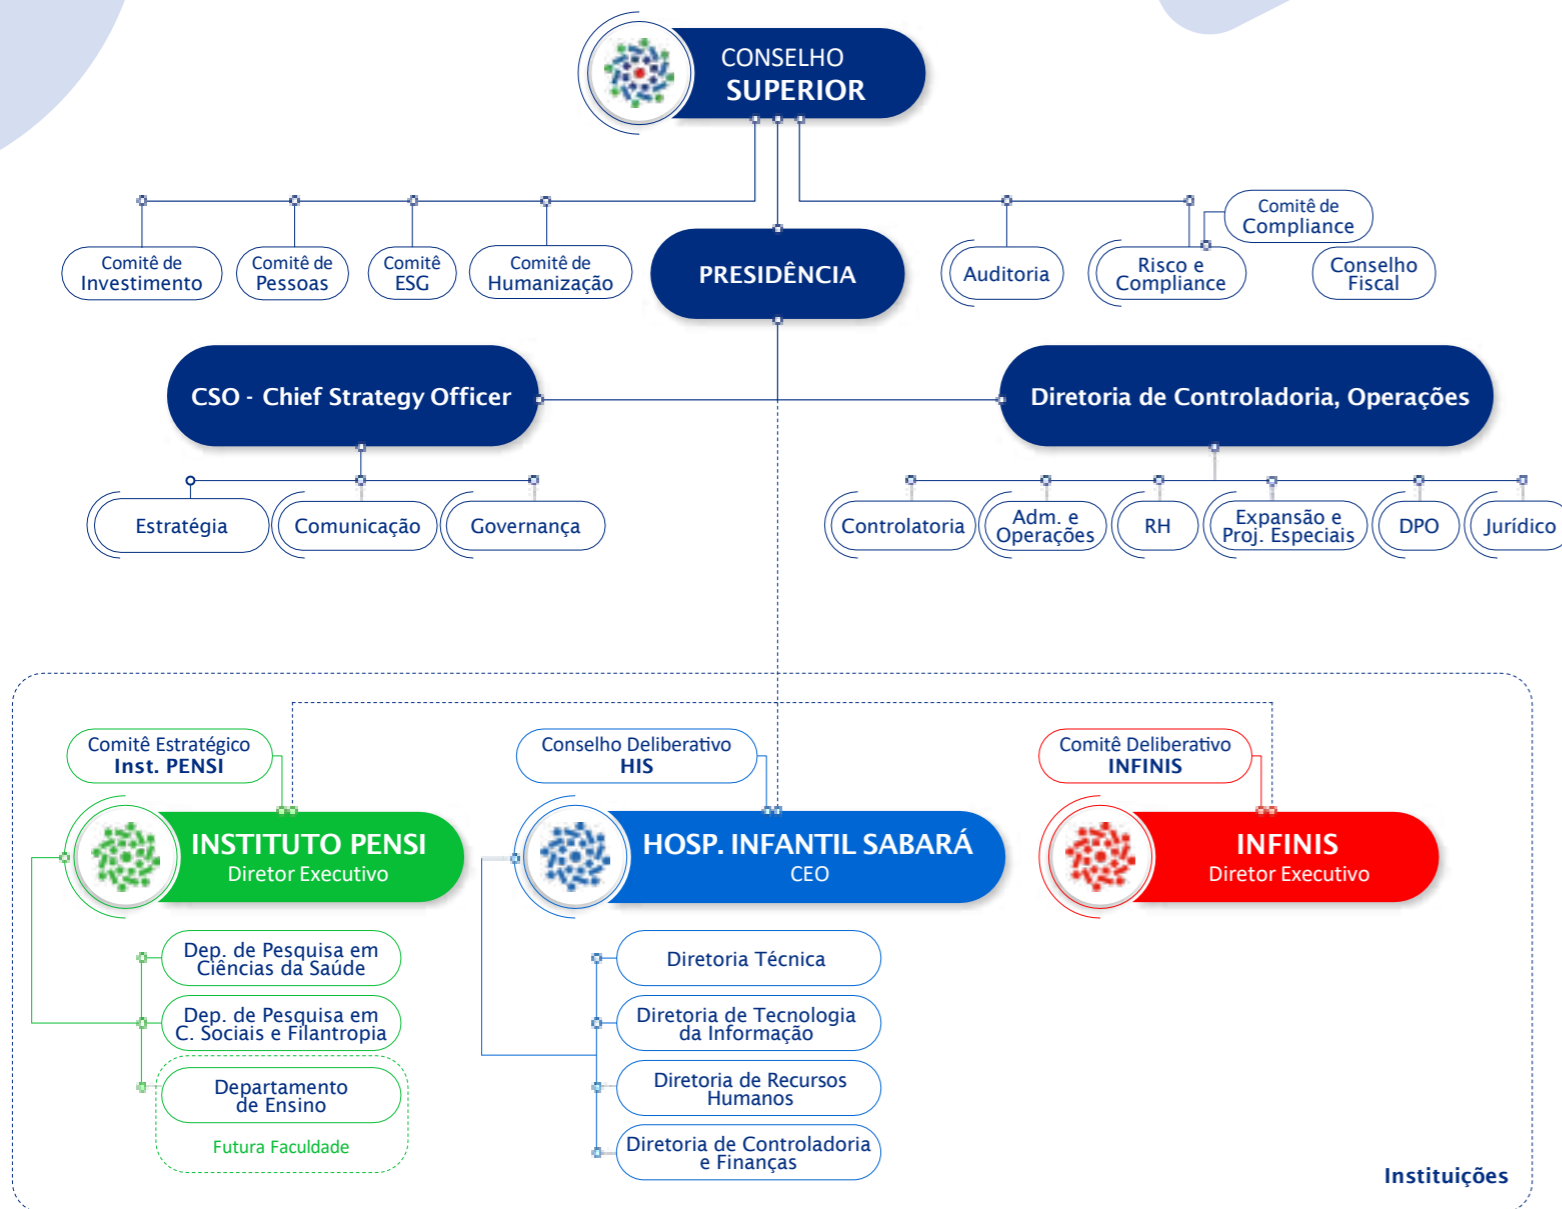 CONSELHO
SUPERIOR
Comitê de
Investimento
Comitê de
Pessoas
Comitê
ESG
Comitê de
Humanização
PRESIDÊNCIA
Auditoria
Risco e
Compliance
Comitê de
Compliance
Conselho
Fiscal
CSO - Chief Strategy Officer
Diretoria de Controladoria, Operações
Estratégia
Comunicação
Governança
Controlatoria
Adm. e
Operações
RH
Expansão e
Proj. Especiais
DPO
Jurídico
Comitê Estratégico
Inst. PENSI
Conselho Deliberativo
HIS
Comitê Deliberativo
INFINIS
INSTITUTO PENSI
Diretor Executivo
HOSP. INFANTIL SABARÁ
CEO
INFINIS
Diretor Executivo
Dep. de Pesquisa em
Ciências da Saúde
Dep. de Pesquisa em
C. Sociais e Filantropia
Departamento
de Ensino
Futura Faculdade
Diretoria Técnica
Diretoria de Tecnologia
da Informação
Diretoria de Recursos
Humanos
Diretoria de Controladoria
e Finanças
Instituições